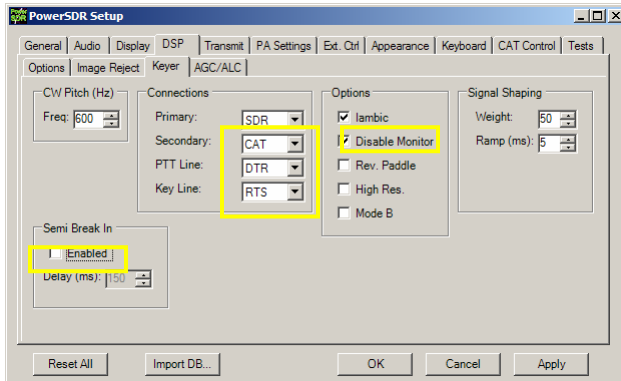 Power SDR PowerSDR Setup
General Audio Display DSP Transmit PA Settings Ext. Ctrl Appearance Keyboard CAT Control Tests
Options Image Reject Keyer AGC/ALC
CW Pitch (Hz)
Freq: 600
Connections
Primary: SDR
Secondary: CAT
PTT Line: DTR
Key Line: RTS
Options
Iambic
Disable Monitor
Rev. Paddle
High Res.
Mode B
Signal Shaping
Weight: 50
Ramp (ms): 5
Semi Break In
Enabled
Delay (ms): 150
Reset All Import DB... OK Cancel Apply